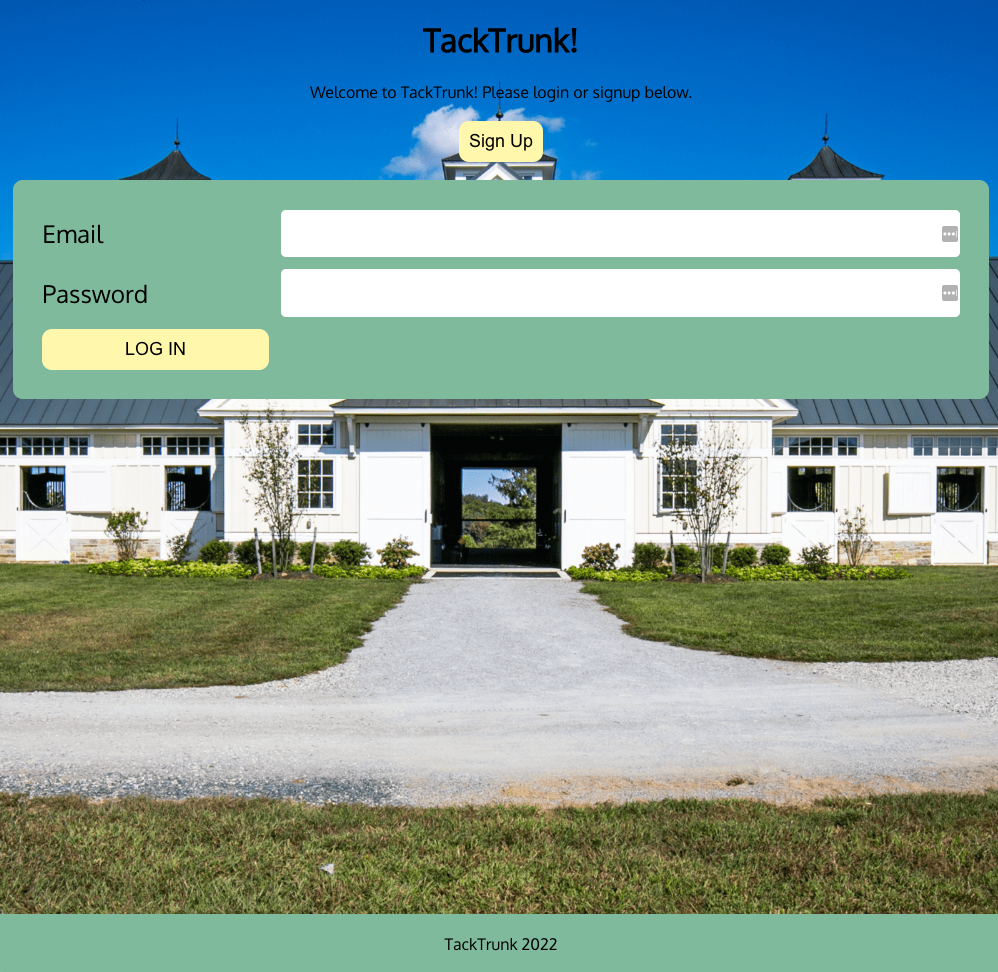 TackTrunk!
Welcome to TackTrunk! Please login or signup below.
Sign Up
Email
Password
LOG IN
TackTrunk 2022